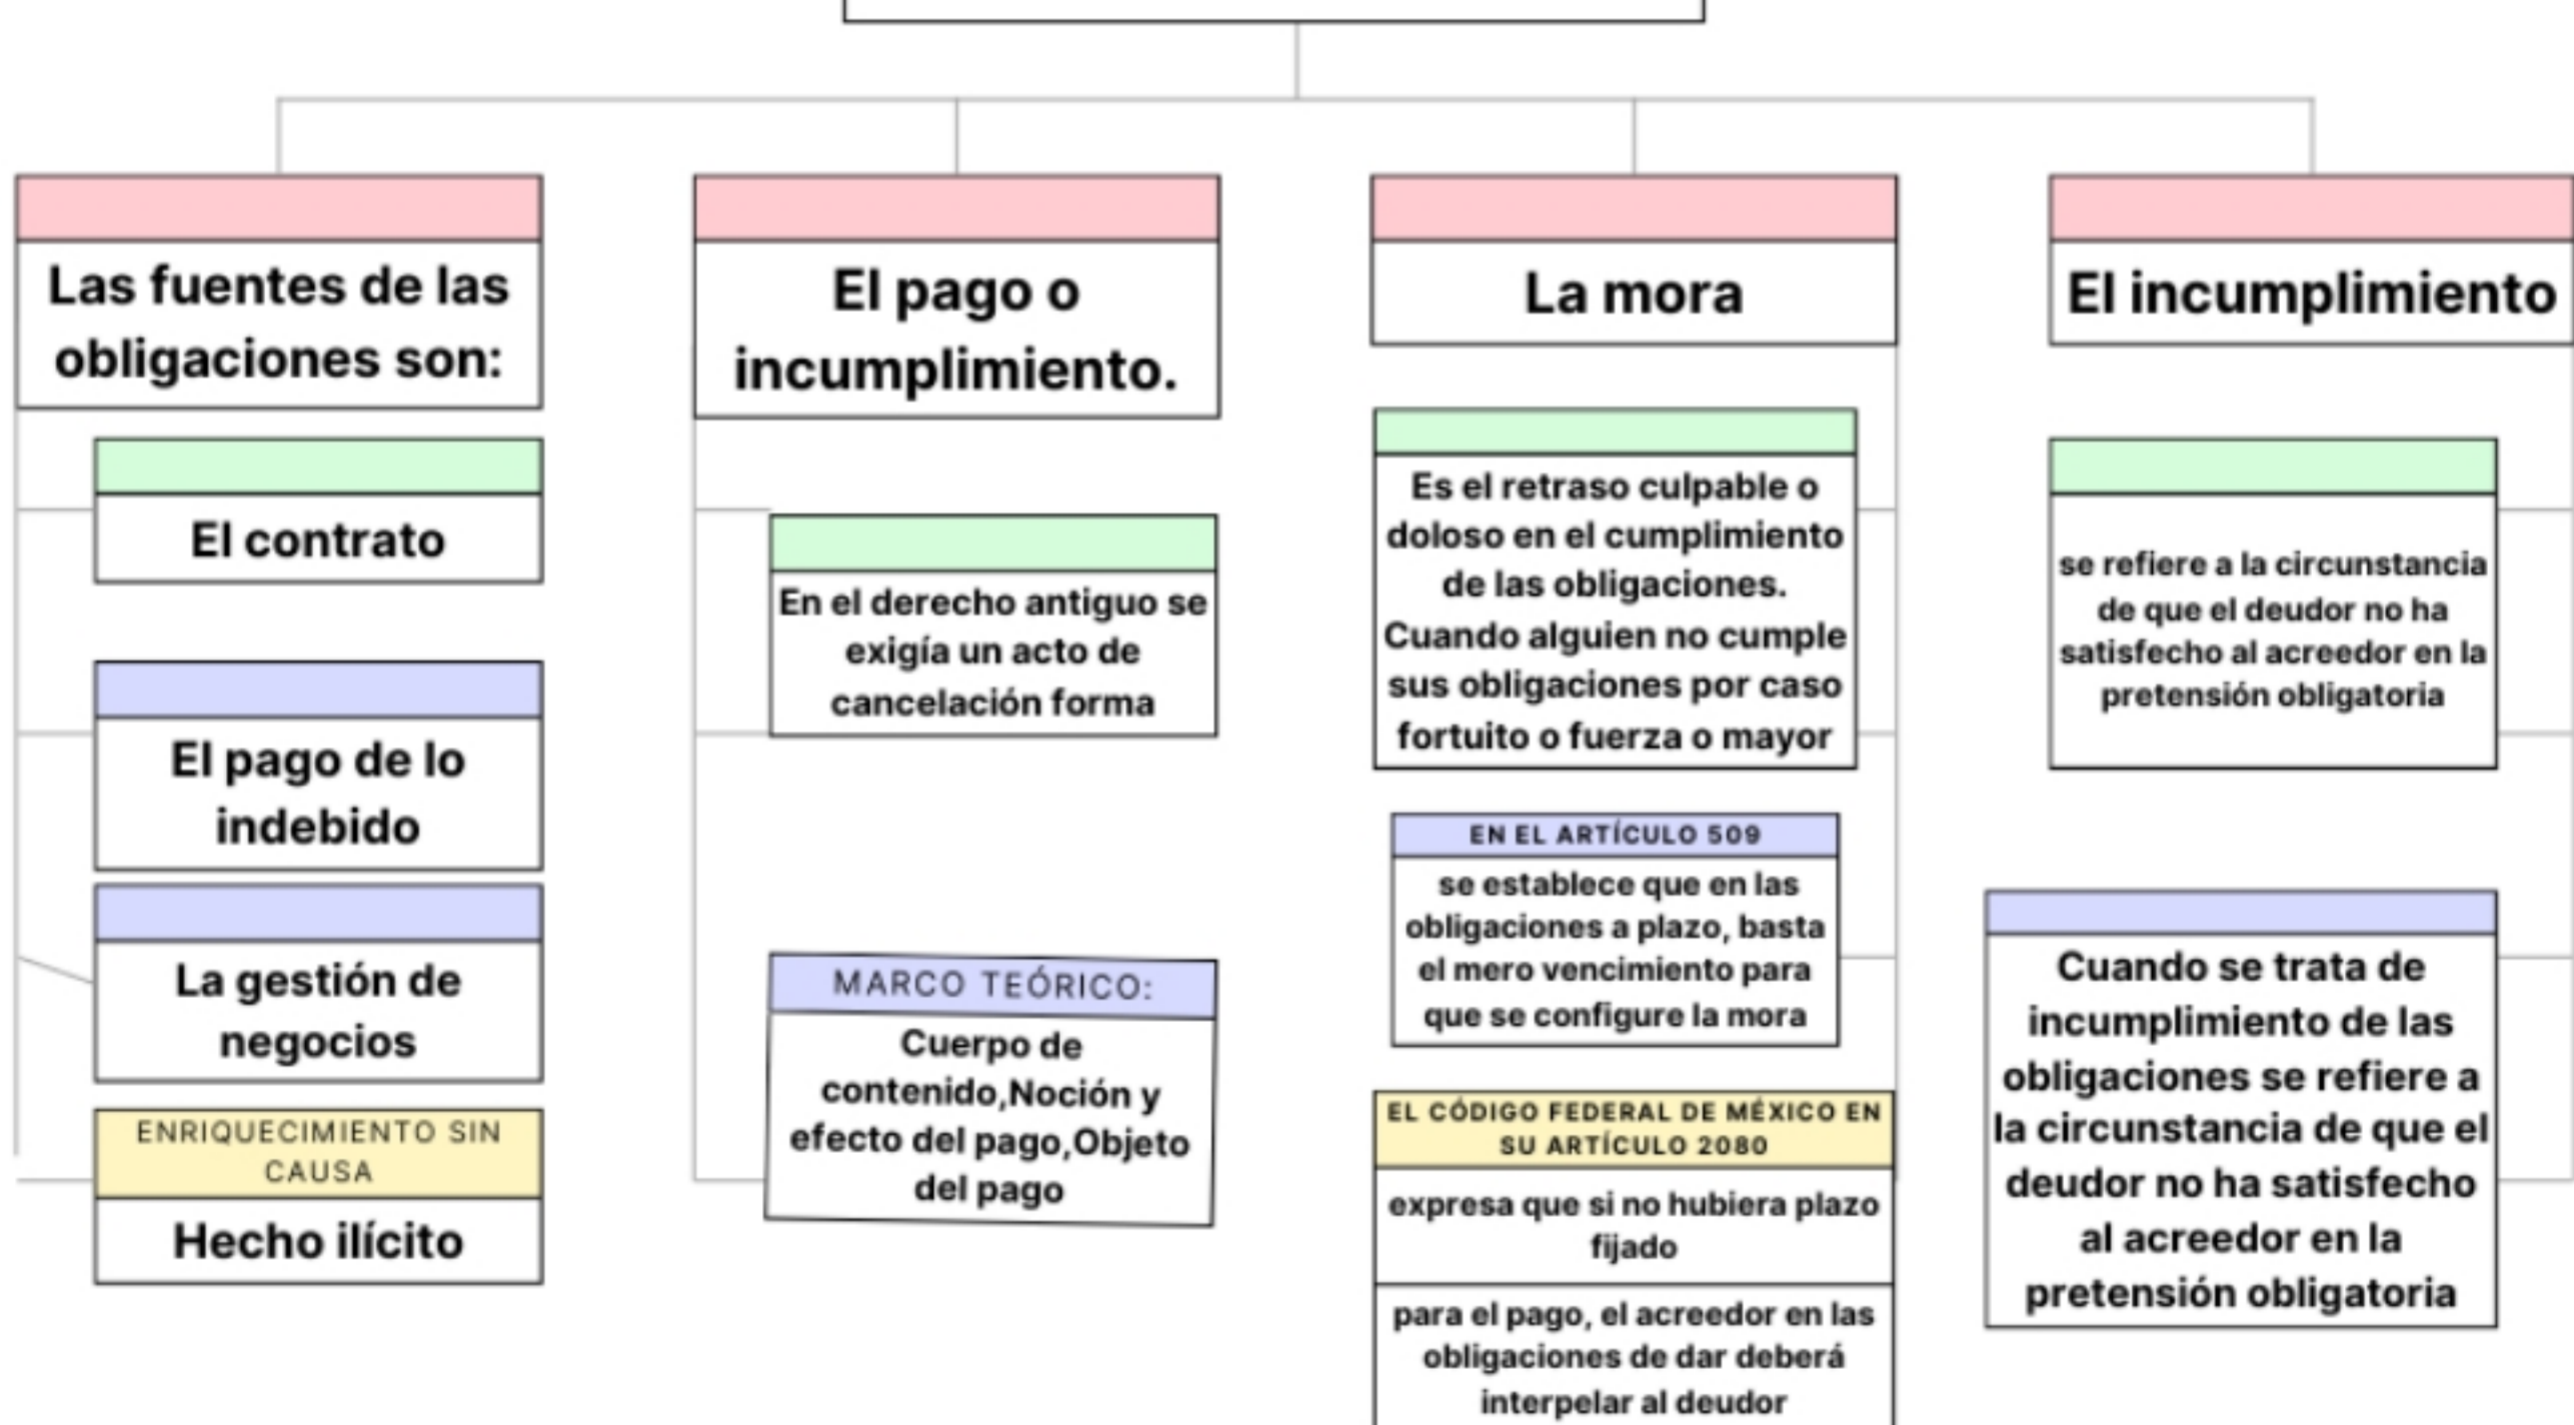 Las fuentes de las
obligaciones son:
El contrato
El pago de lo
indebido
La gestión de
negocios
ENRIQUECIMIENTO SIN
CAUSA
Hecho ilícito
El pago o
incumplimiento.
En el derecho antiguo se
exigía un acto de
cancelación forma
MARCO TEÓRICO:
Cuerpo de
contenido,Noción y
efecto del pago,Objeto
del pago
La mora
Es el retraso culpable o
doloso en el cumplimiento
de las obligaciones.
Cuando alguien no cumple
sus obligaciones por caso
fortuito o fuerza o mayor
EN EL ARTÍCULO 509
se establece que en las
obligaciones a plazo, basta
el mero vencimiento para
que se configure la mora
EL CÓDIGO FEDERAL DE MÉXICO EN
SU ARTÍCULO 2080
expresa que si no hubiera plazo
fijado
para el pago, el acreedor en las
obligaciones de dar deberá
interpelar al deudor
El incumplimiento
se refiere a la circunstancia
de que el deudor no ha
satisfecho al acreedor en la
pretensión obligatoria
Cuando se trata de
incumplimiento de las
obligaciones se refiere a
la circunstancia de que el
deudor no ha satisfecho
al acreedor en la
pretensión obligatoria